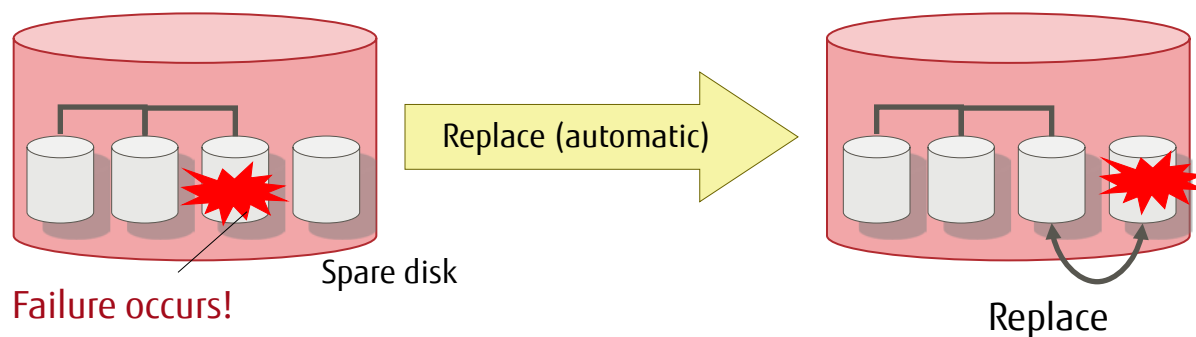 Replace (automatic)
Spare disk
Failure occurs!
Replace